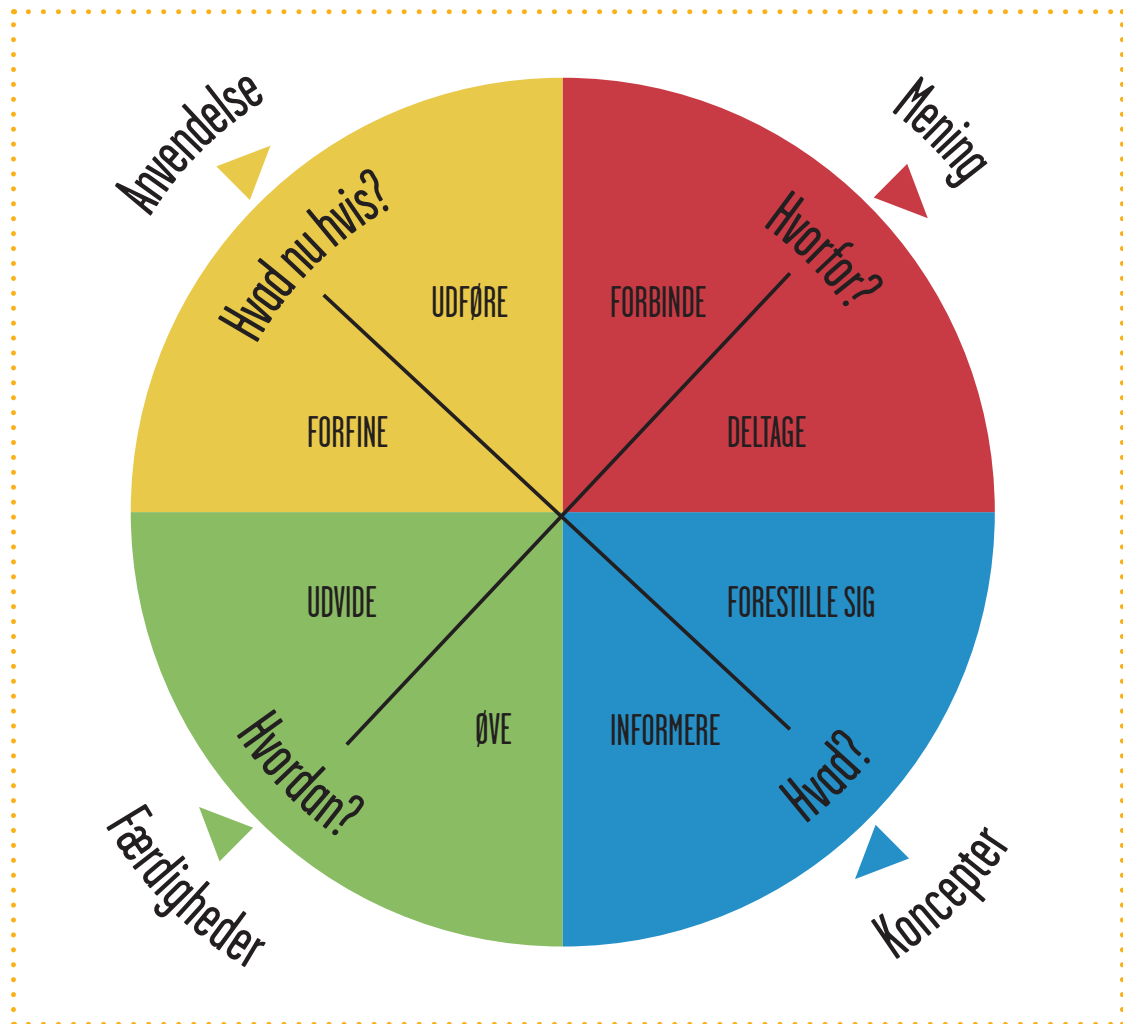 Anvendelse
Mening
Hvad nu hvis?
Hvorfor?
UDFØRE
FORBINDE
FORFINE
DELTAGE
UDVIDE
FORESTILLE SIG
ØVE
INFORMERE
Hvordan?
Hvad?
Færdigheder
Koncepter